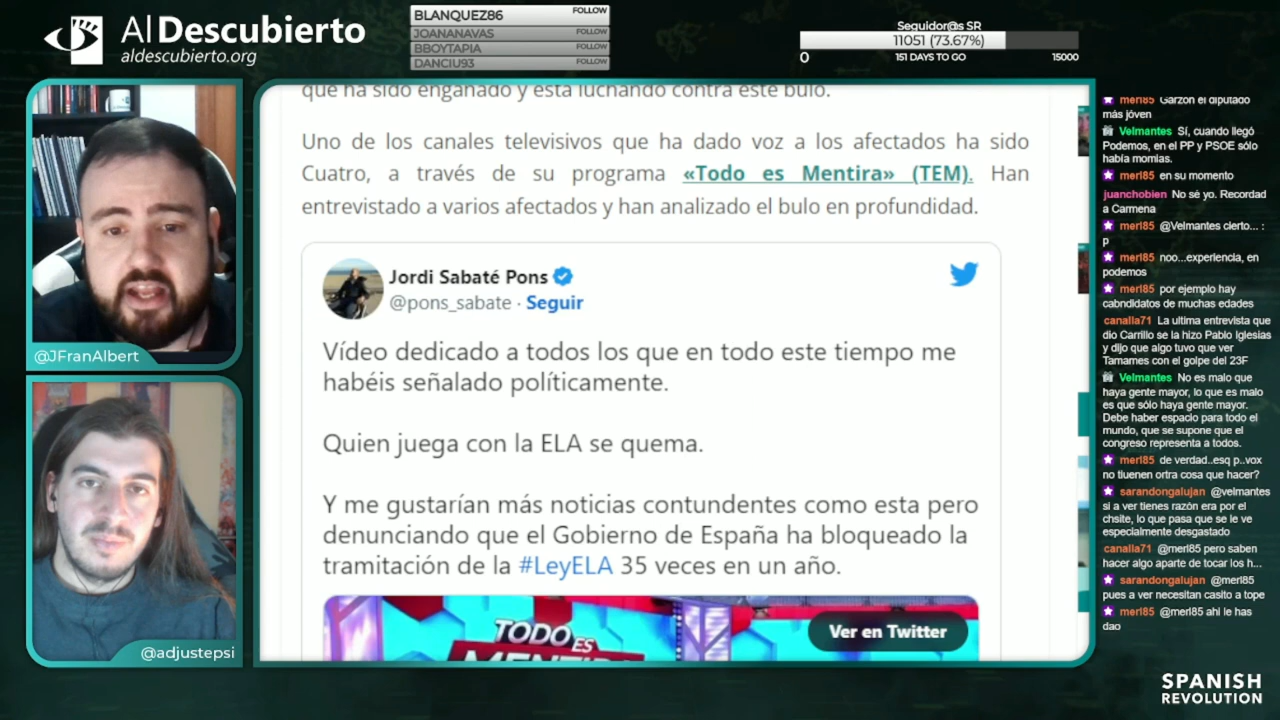 Al Descubierto
aldescubierto.org
BLANQUEZ86 FOLLOW
JOANANAVAS FOLLOW
BBOYTAPIA FOLLOW
DANCIU93 FOLLOW
Seguidor@s SR
11051 (73.67%)
0 151 DAYS TO GO 15000
@JFranAlbert
@adjustepsi
que ha sido engañado y está luchando contra este bulo.
Uno de los canales televisivos que ha dado voz a los afectados ha sido
Cuatro, a través de su programa «Todo es Mentira» (TEM). Han
entrevistado a varios afectados y han analizado el bulo en profundidad.
Jordi Sabaté Pons
@pons_sabate · Seguir
Vídeo dedicado a todos los que en todo este tiempo me
habéis señalado políticamente.
Quien juega con la ELA se quema.
Y me gustarían más noticias contundentes como esta pero
denunciando que el Gobierno de España ha bloqueado la
tramitación de la #LeyELA 35 veces en un año.
TODO ES
MENTIRA
Ver en Twitter
merl85 Garzón el diputado
más jóven
Velmantes Sí, cuando llegó
Podemos, en el PP y PSOE sólo
había momias.
merl85 en su momento
juanchobien No sé yo. Recordad
a Carmena
merl85 @Velmantes cierto... :
p
merl85 noo...experiencia, en
podemos
merl85 por ejemplo hay
cabndidatos de muchas edades
canalla71 La ultima entrevista que
dio Carrillo se la hizo Pablo Iglesias
y dijo que algo tuvo que ver
Tamames con el golpe del 23F
Velmantes No es malo que
haya gente mayor, lo que es malo
es que sólo haya gente mayor.
Debe haber espacio para todo el
mundo, que se supone que el
congreso representa a todos.
merl85 de verdad..esq p..vox
no tiuenen ortra cosa que hacer?
sarandongalujan @velmantes
si a ver tienes razón era por el
chsite, lo que pasa que se le ve
especialmente desgastado
canalla71 @merl85 pero saben
hacer algo aparte de tocar los h...
sarandongalujan @merl85
pues a ver necesitan casito a tope
merl85 @merl85 ahi le has
dao
SPANISH
REVOLUTION